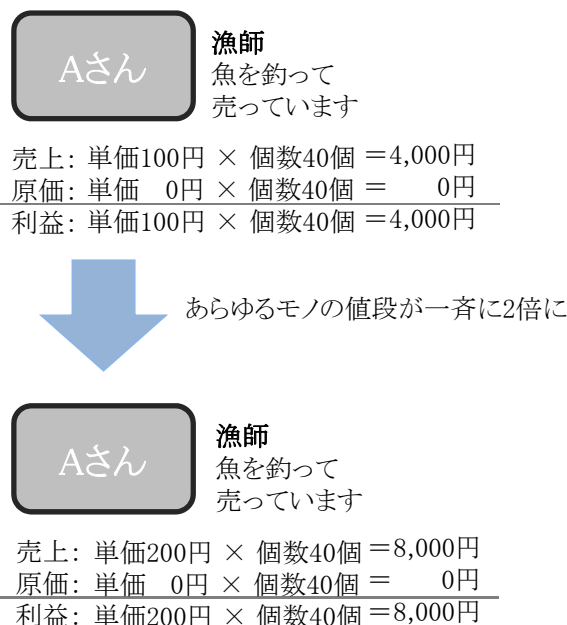 Aさん
漁師
魚を釣って
売っています
売上: 単価100円 × 個数40個 =4,000円
原価: 単価　0円 × 個数40個 =　0円
利益: 単価100円 × 個数40個 =4,000円
あらゆるモノの値段が一斉に2倍に
Aさん
漁師
魚を釣って
売っています
売上: 単価200円 × 個数40個 =8,000円
原価: 単価　0円 × 個数40個 =　0円
利益: 単価200円 × 個数40個 =8,000円